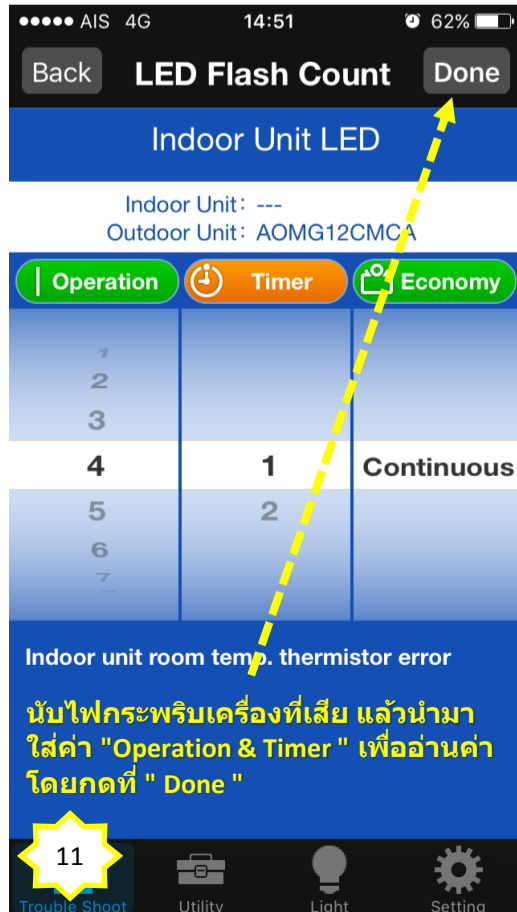 AIS 4G 14:51 62%
Back LED Flash Count Done
Indoor Unit LED
Indoor Unit: ---
Outdoor Unit: AOMG12CMCA
Operation Timer Economy
1
2
3
4 1 Continuous
5 2
6
7
Indoor unit room temp. thermistor error
นับไฟกระพริบเครื่องที่เสีย แล้วนำมา
ใส่ค่า "Operation & Timer " เพื่ออ่านค่า
โดยกดที่ " Done "
11
Trouble Shoot Utility Light Setting